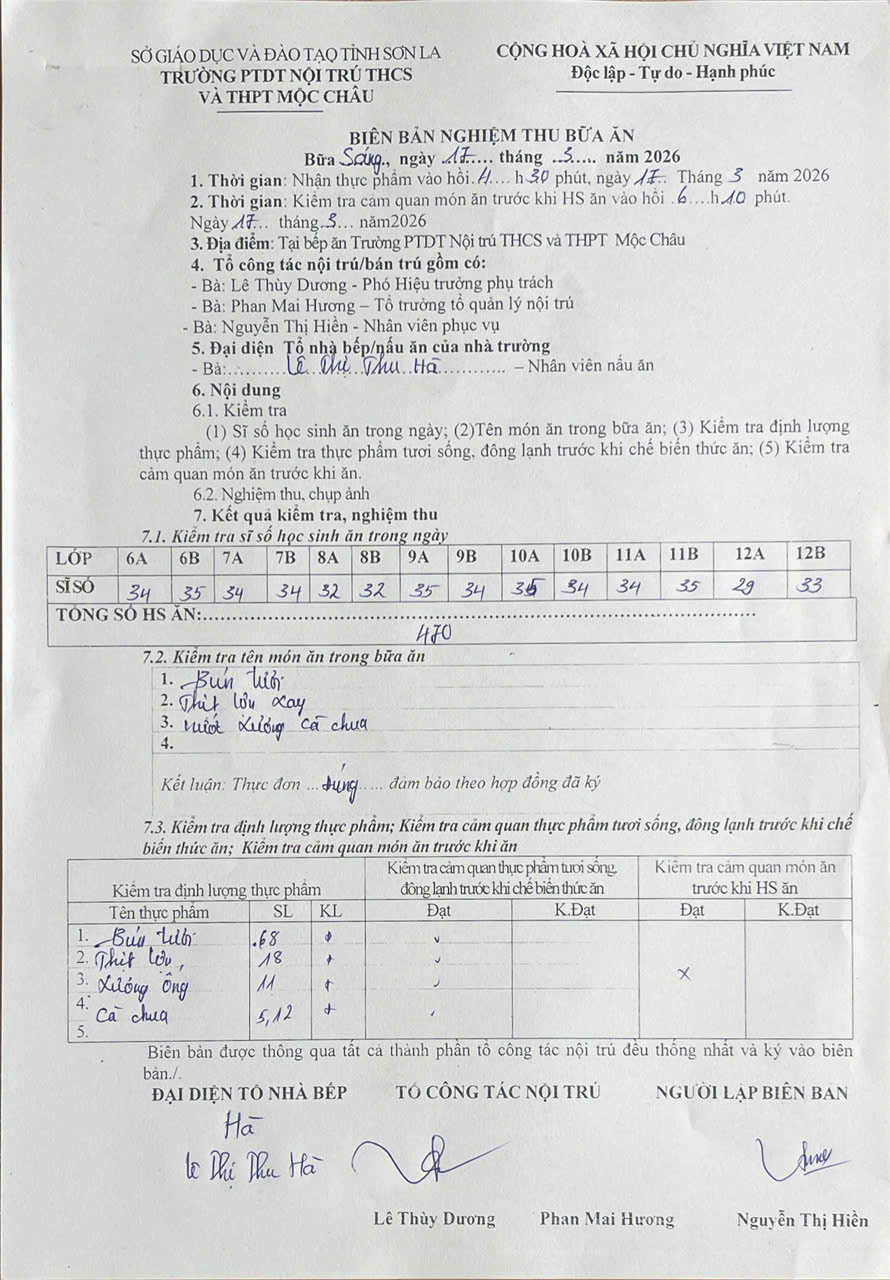 SỞ GIÁO DỤC VÀ ĐÀO TẠO TỈNH SƠN LA
TRƯỜNG PTDT NỘI TRÚ THCS
VÀ THPT MỘC CHÂU
CỘNG HOÀ XÃ HỘI CHỦ NGHĨA VIỆT NAM
Độc lập - Tự do - Hạnh phúc
BIÊN BẢN NGHIỆM THU BỮA ĂN
Bữa Sáng., ngày .17..... tháng ..3..... năm 2026
1. Thời gian: Nhận thực phẩm vào hồi.4.... h30 phút, ngày 17.. Tháng 3 năm 2026
2. Thời gian: Kiểm tra cảm quan món ăn trước khi HS ăn vào hồi .6....h10 phút.
Ngày 17... tháng.3... năm2026
3. Địa điểm: Tại bếp ăn Trường PTDT Nội trú THCS và THPT Mộc Châu
4. Tổ công tác nội trú/bán trú gồm có:
- Bà: Lê Thùy Dương - Phó Hiệu trưởng phụ trách
- Bà: Phan Mai Hương – Tổ trưởng tổ quản lý nội trú
- Bà: Nguyễn Thị Hiền - Nhân viên phục vụ
5. Đại diện Tổ nhà bếp/nấu ăn của nhà trường
- Bà:..........Lê Thị Thu Hà............ – Nhân viên nấu ăn
6. Nội dung
6.1. Kiểm tra
(1) Sĩ số học sinh ăn trong ngày; (2)Tên món ăn trong bữa ăn; (3) Kiểm tra định lượng
thực phẩm; (4) Kiểm tra thực phẩm tươi sống, đông lạnh trước khi chế biến thức ăn; (5) Kiểm tra
cảm quan món ăn trước khi ăn.
6.2. Nghiệm thu, chụp ảnh
7. Kết quả kiểm tra, nghiệm thu
7.1. Kiểm tra sĩ số học sinh ăn trong ngày
LỚP 6A 6B 7A 7B 8A 8B 9A 9B 10A 10B 11A 11B 12A 12B
SĨ SỐ 34 35 34 34 32 32 35 34 35 34 34 35 29 33
TỔNG SỐ HS ĂN:....................................................
470
7.2. Kiểm tra tên món ăn trong bữa ăn
1. Bún tươi
2. Thịt lợn xay
3. nước xương cà chua
4.
Kết luận: Thực đơn ...đúng..... đảm bảo theo hợp đồng đã ký
7.3. Kiểm tra định lượng thực phẩm; Kiểm tra cảm quan thực phẩm tươi sống, đông lạnh trước khi chế
biến thức ăn; Kiểm tra cảm quan món ăn trước khi ăn
Kiểm tra định lượng thực phẩm
Kiểm tra cảm quan thực phẩm tươi sống,
đông lạnh trước khi chế biến thức ăn
Kiểm tra cảm quan món ăn
trước khi HS ăn
Tên thực phẩm SL KL Đạt K.Đạt Đạt K.Đạt
1. Bún tươi 68 + ✓
2. Thịt lợn 18 + ✓
3. Xương ống 11 + ✓ x
4. Cà chua 5,12 + ✓
5.
Biên bản được thông qua tất cả thành phần tổ công tác nội trú đều thống nhất và ký vào biên
bản./.
ĐẠI DIỆN TỔ NHÀ BẾP TỔ CÔNG TÁC NỘI TRÚ NGƯỜI LẬP BIÊN BẢN
Hà
Lê Thị Thu Hà
Lê Thùy Dương Phan Mai Hương Nguyễn Thị Hiền